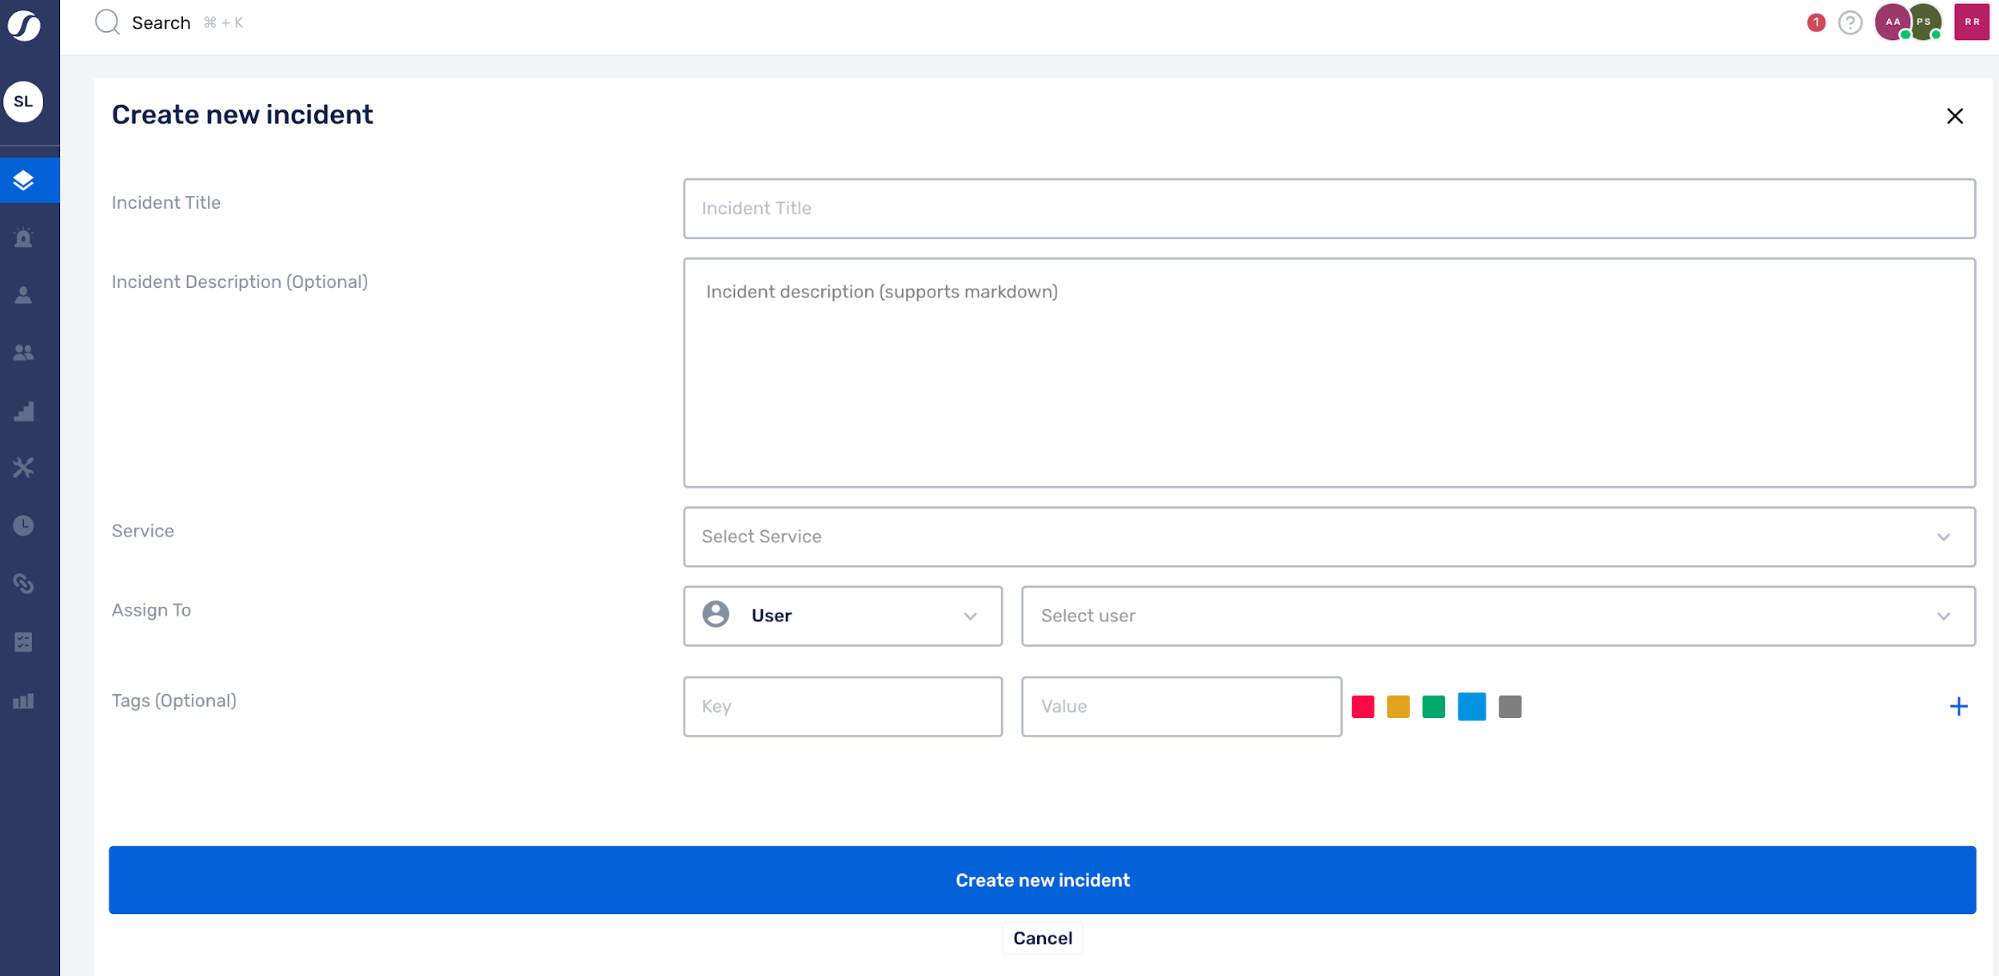 Search ⌘ + K
1 ? AA PS RR
SL
Create new incident
Incident Title
Incident Title
Incident Description (Optional)
Incident description (supports markdown)
Service
Select Service
Assign To
User
Select user
Tags (Optional)
Key
Value
Create new incident
Cancel